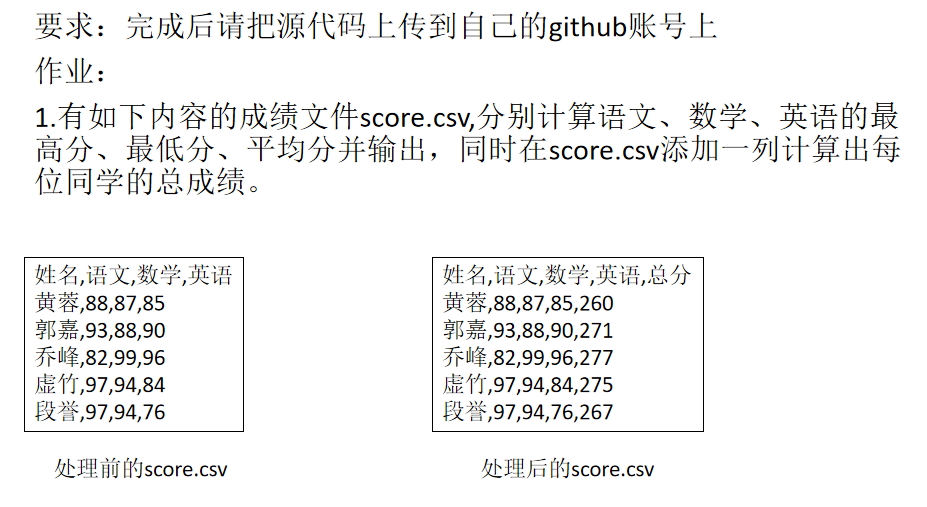 要求：完成后请把源代码上传到自己的github账号上
作业：
1.有如下内容的成绩文件score.csv,分别计算语文、数学、英语的最
高分、最低分、平均分并输出，同时在score.csv添加一列计算出每
位同学的总成绩。
姓名,语文,数学,英语
黄蓉,88,87,85
郭嘉,93,88,90
乔峰,82,99,96
虚竹,97,94,84
段誉,97,94,76
处理前的score.csv
姓名,语文,数学,英语,总分
黄蓉,88,87,85,260
郭嘉,93,88,90,271
乔峰,82,99,96,277
虚竹,97,94,84,275
段誉,97,94,76,267
处理后的score.csv